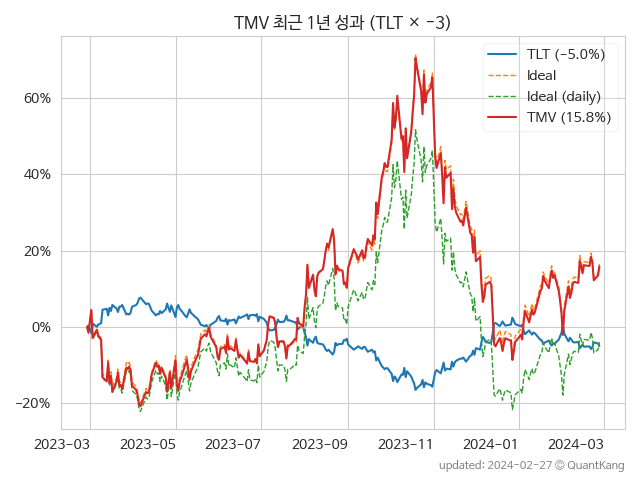 TMV 최근 1년 성과 (TLT × −3)
TLT (−5.0%)
Ideal
Ideal (daily)
TMV (15.8%)
60%
40%
20%
0%
−20%
2023-03 2023-05 2023-07 2023-09 2023-11 2024-01 2024-03
updated: 2024-02-27 © QuantKang